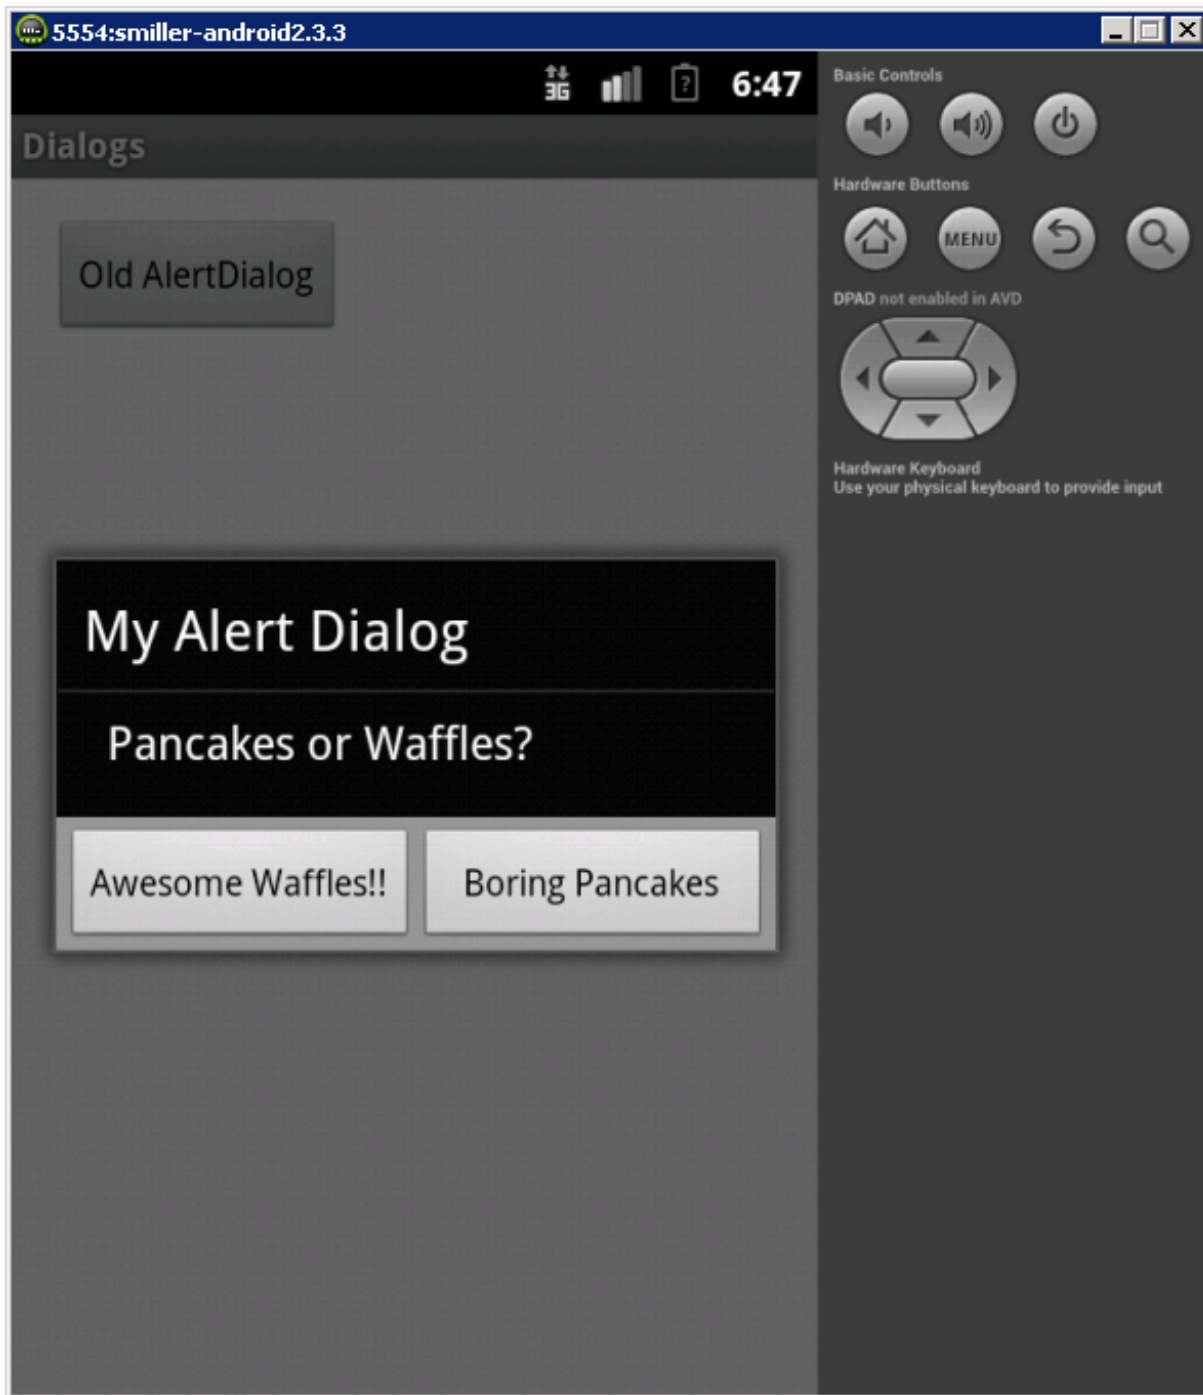 5554:smiller-android2.3.3
3G ? 6:47
Dialogs
Old AlertDialog
My Alert Dialog
Pancakes or Waffles?
Awesome Waffles!! Boring Pancakes
Basic Controls
Hardware Buttons
MENU
DPAD not enabled in AVD
Hardware Keyboard
Use your physical keyboard to provide input